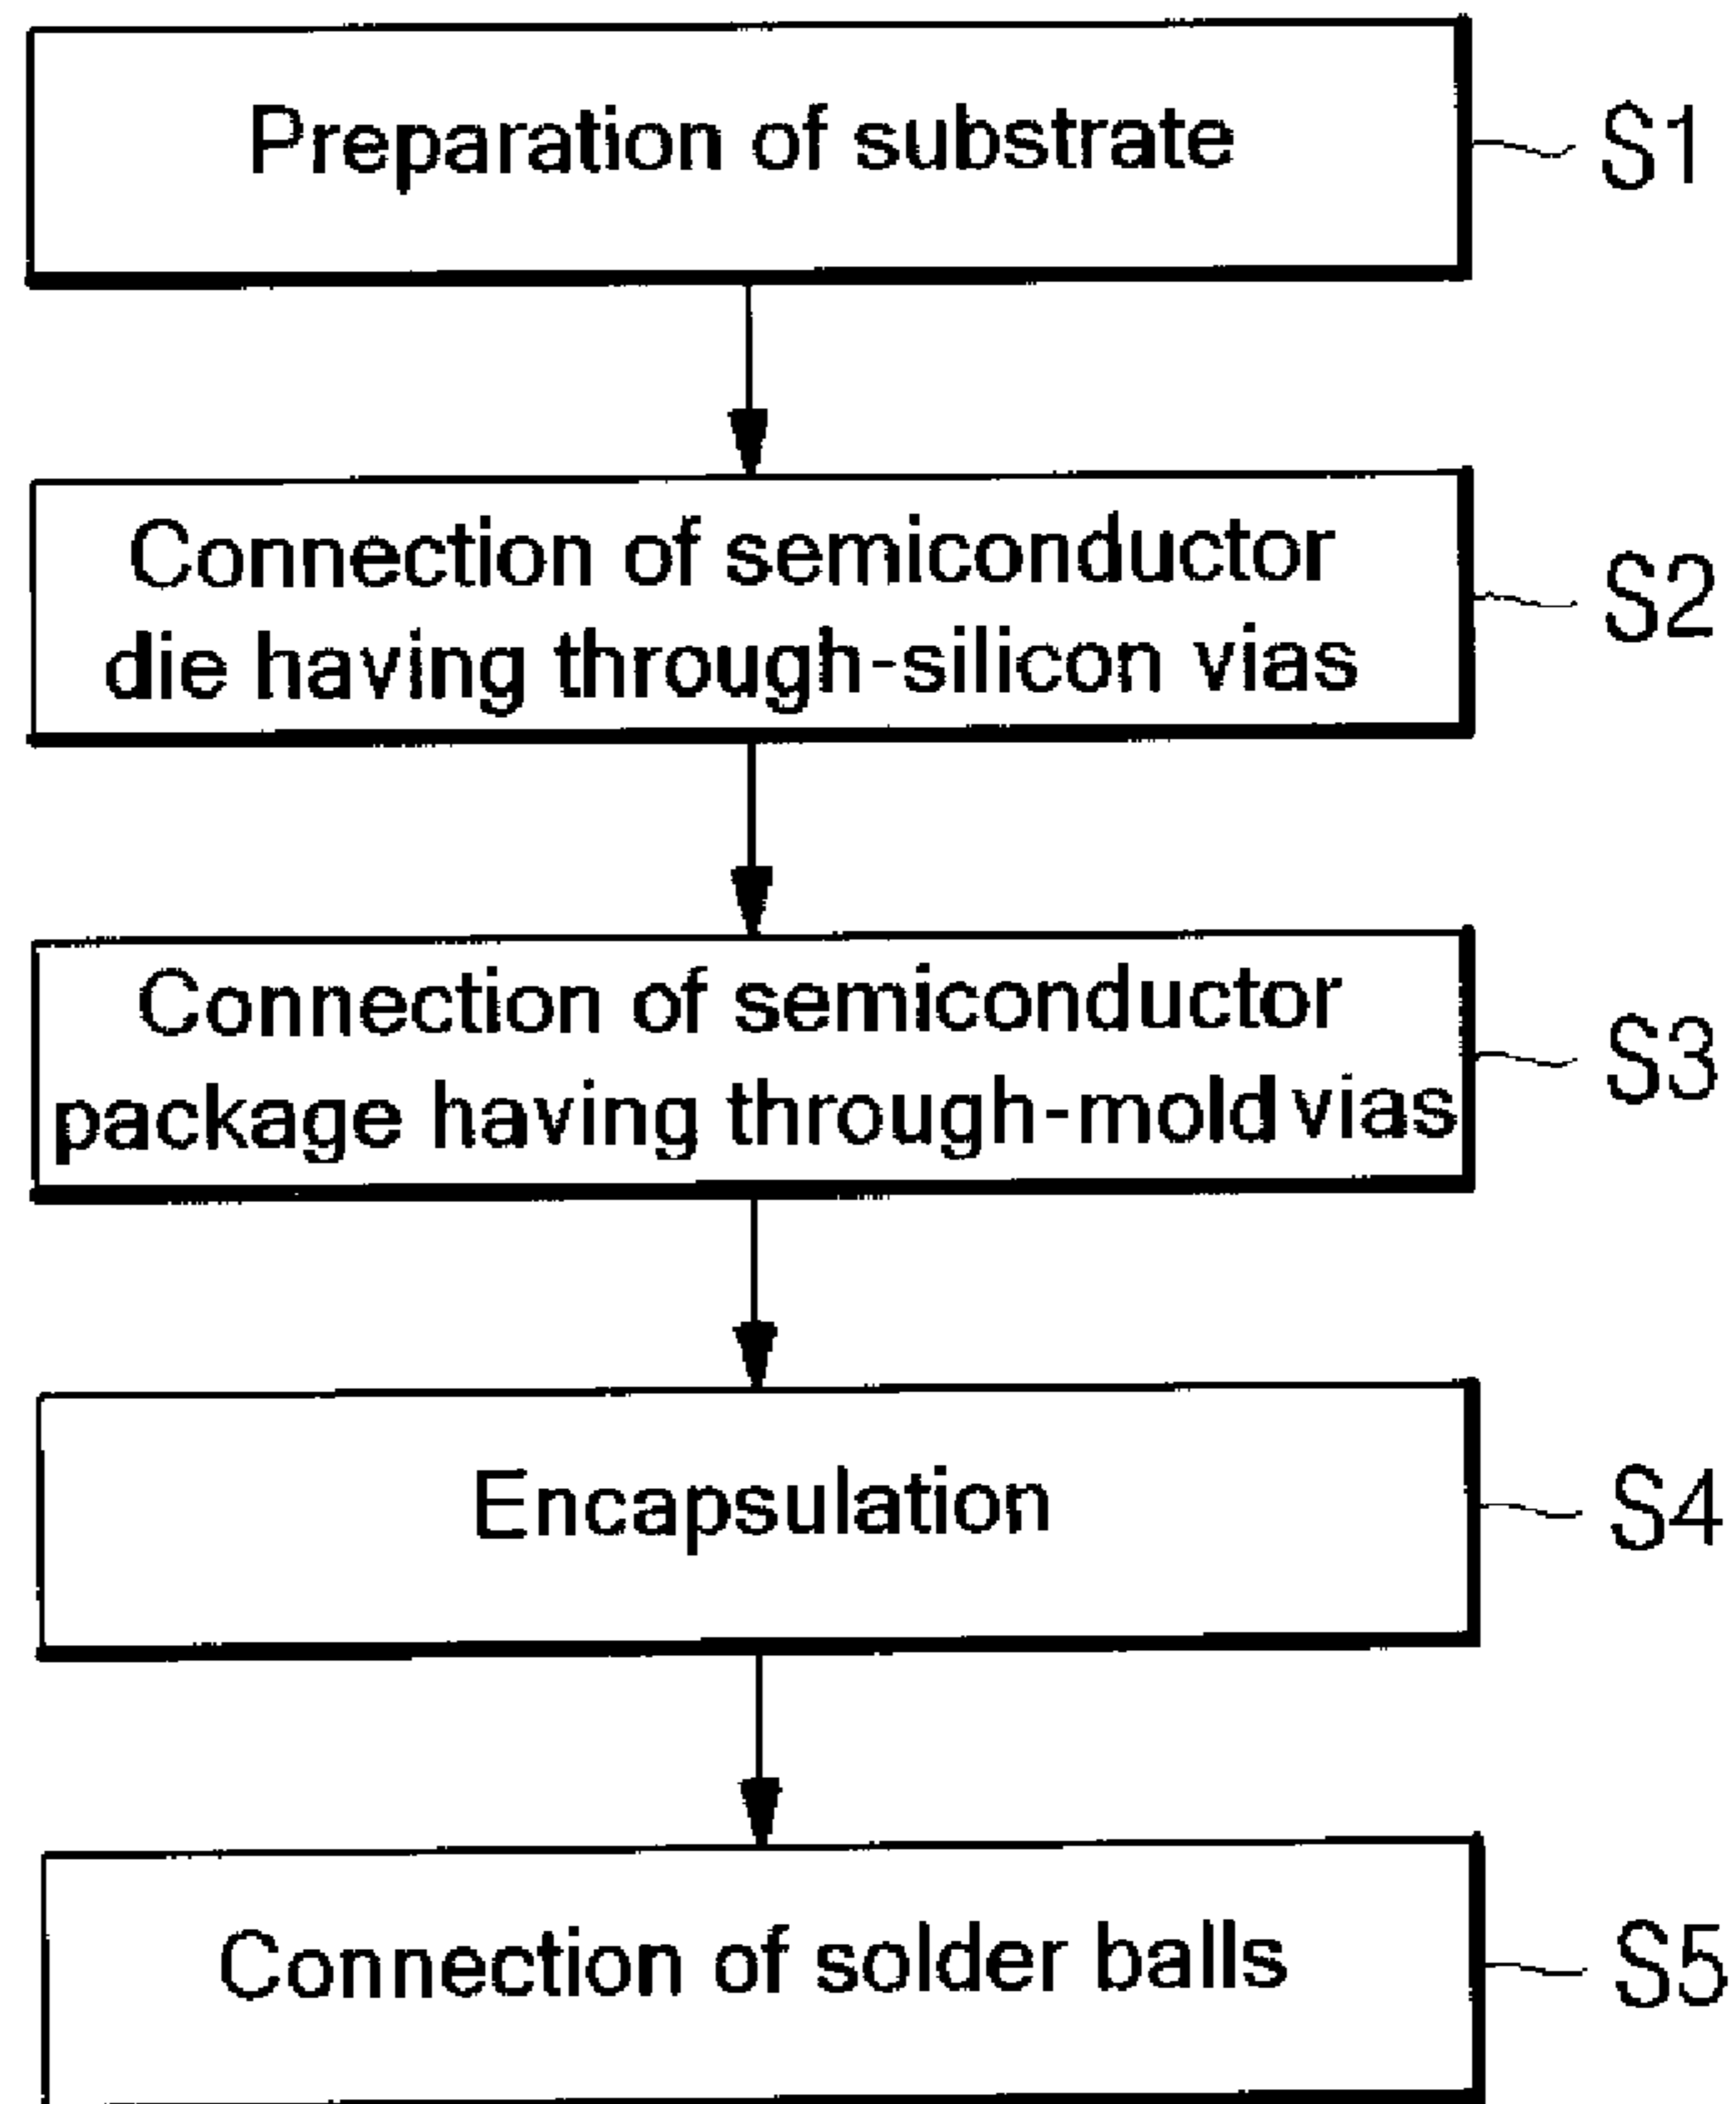 Preparation of substrate
S1
Connection of semiconductor
die having through-silicon vias
S2
Connection of semiconductor
package having through-mold vias
S3
Encapsulation
S4
Connection of solder balls
S5